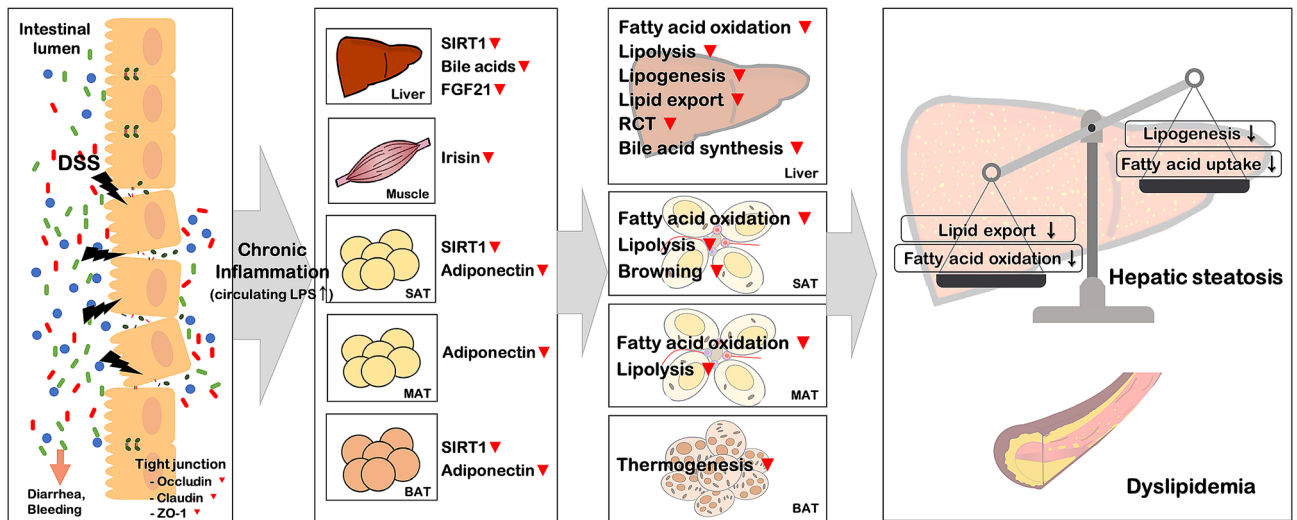 Intestinal
lumen
DSS
Diarrhea,
Bleeding
Tight junction
- Occludin ▼
- Claudin ▼
- ZO-1 ▼
Chronic
Inflammation
(circulating LPS↑)
SIRT1▼
Bile acids▼
FGF21▼
Liver
Irisin▼
Muscle
SIRT1▼
Adiponectin▼
SAT
Adiponectin▼
MAT
SIRT1▼
Adiponectin▼
BAT
Fatty acid oxidation ▼
Lipolysis ▼
Lipogenesis ▼
Lipid export ▼
RCT ▼
Bile acid synthesis ▼
Liver
Fatty acid oxidation ▼
Lipolysis ▼
Browning ▼
SAT
Fatty acid oxidation ▼
Lipolysis ▼
MAT
Thermogenesis ▼
BAT
Lipogenesis ↓
Fatty acid uptake ↓
Lipid export ↓
Fatty acid oxidation ↓
Hepatic steatosis
Dyslipidemia